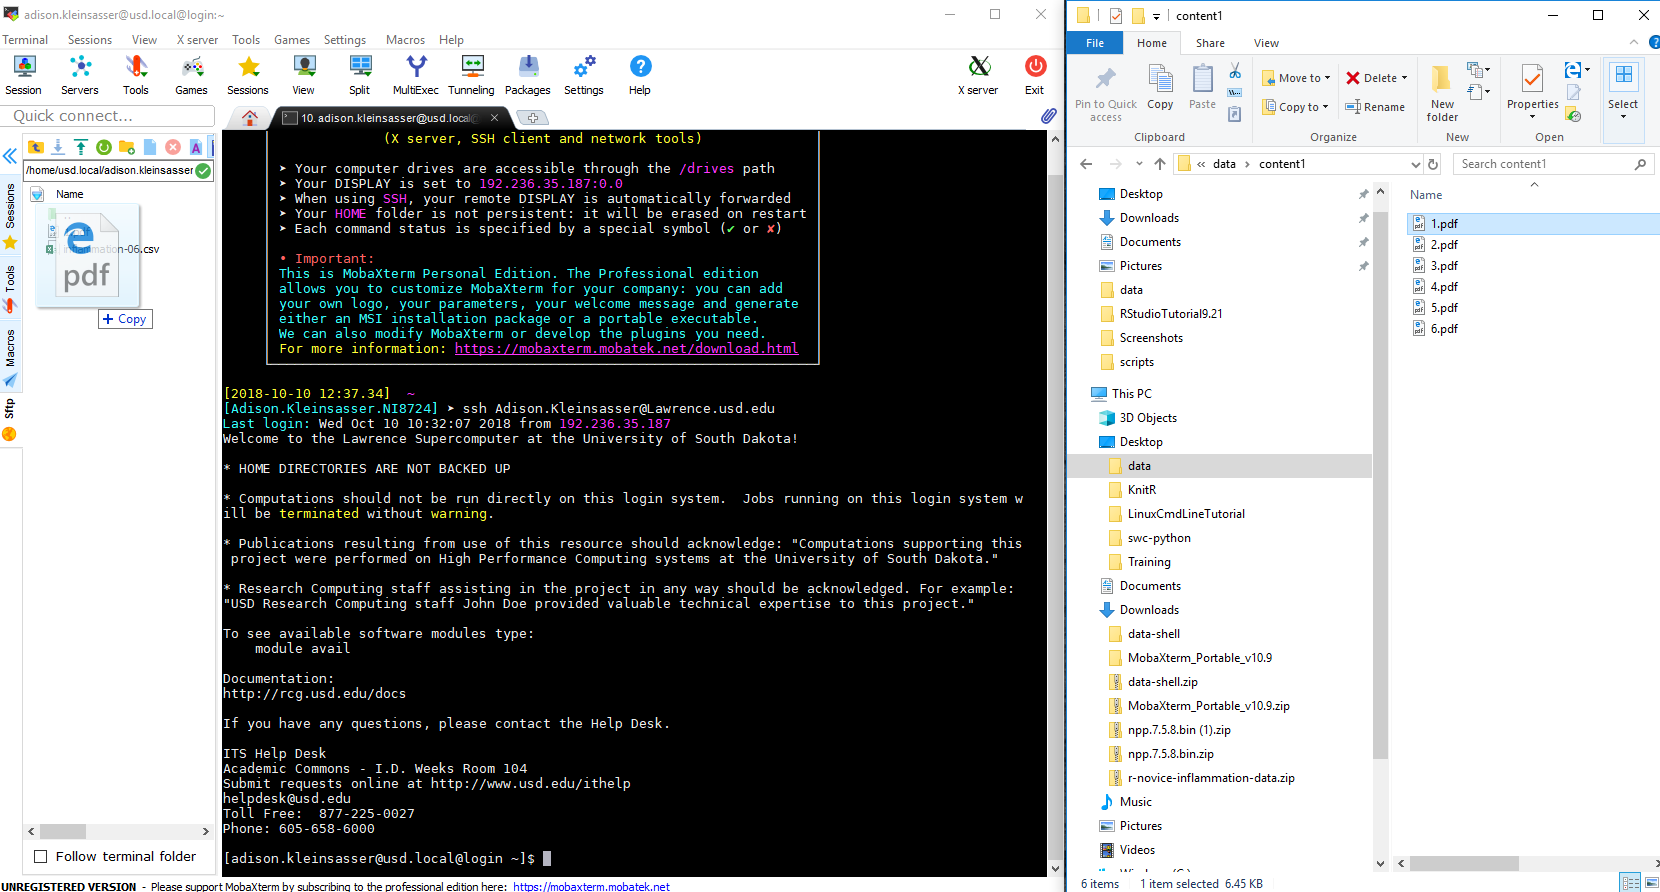 adison.kleinsasser@usd.local@login:~
Terminal Sessions View X server Tools Games Settings Macros Help
Session Servers Tools Games Sessions View Split MultiExec Tunneling Packages Settings Help X server Exit
Quick connect...
10. adison.kleinsasser@usd.local
/home/usd.local/adison.kleinsasser
Name
inflammation-06.csv
pdf
+ Copy
Sessions
Tools
Macros
Sftp
Follow terminal folder
(X server, SSH client and network tools)
➤ Your computer drives are accessible through the /drives path
➤ Your DISPLAY is set to 192.236.35.187:0.0
➤ When using SSH, your remote DISPLAY is automatically forwarded
➤ Your HOME folder is not persistent: it will be erased on restart
➤ Each command status is specified by a special symbol (✔ or ✘)
• Important:
This is MobaXterm Personal Edition. The Professional edition
allows you to customize MobaXterm for your company: you can add
your own logo, your parameters, your welcome message and generate
either an MSI installation package or a portable executable.
We can also modify MobaXterm or develop the plugins you need.
For more information: https://mobaxterm.mobatek.net/download.html
[2018-10-10 12:37.34] ~
[Adison.Kleinsasser.NI8724] ➤ ssh Adison.Kleinsasser@Lawrence.usd.edu
Last login: Wed Oct 10 10:32:07 2018 from 192.236.35.187
Welcome to the Lawrence Supercomputer at the University of South Dakota!
* HOME DIRECTORIES ARE NOT BACKED UP
* Computations should not be run directly on this login system.  Jobs running on this login system w
ill be terminated without warning.
* Publications resulting from use of this resource should acknowledge: "Computations supporting this
project were performed on High Performance Computing systems at the University of South Dakota."
* Research Computing staff assisting in the project in any way should be acknowledged. For example:
"USD Research Computing staff John Doe provided valuable technical expertise to this project."
To see available software modules type:
module avail
Documentation:
http://rcg.usd.edu/docs
If you have any questions, please contact the Help Desk.
ITS Help Desk
Academic Commons - I.D. Weeks Room 104
Submit requests online at http://www.usd.edu/ithelp
helpdesk@usd.edu
Toll Free:  877-225-0027
Phone: 605-658-6000
[adison.kleinsasser@usd.local@login ~]$
UNREGISTERED VERSION - Please support MobaXterm by subscribing to the professional edition here: https://mobaxterm.mobatek.net
content1
File Home Share View
Pin to Quick access
Copy
Paste
Move to
Copy to
Delete
Rename
New folder
Properties
Select
Clipboard Organize New Open
« data › content1
Search content1
Desktop
Downloads
Documents
Pictures
data
RStudioTutorial9.21
Screenshots
scripts
This PC
3D Objects
Desktop
data
KnitR
LinuxCmdLineTutorial
swc-python
Training
Documents
Downloads
data-shell
MobaXterm_Portable_v10.9
data-shell.zip
MobaXterm_Portable_v10.9.zip
npp.7.5.8.bin (1).zip
npp.7.5.8.bin.zip
r-novice-inflammation-data.zip
Music
Pictures
Videos
Name
1.pdf
2.pdf
3.pdf
4.pdf
5.pdf
6.pdf
6 items 1 item selected 6.45 KB